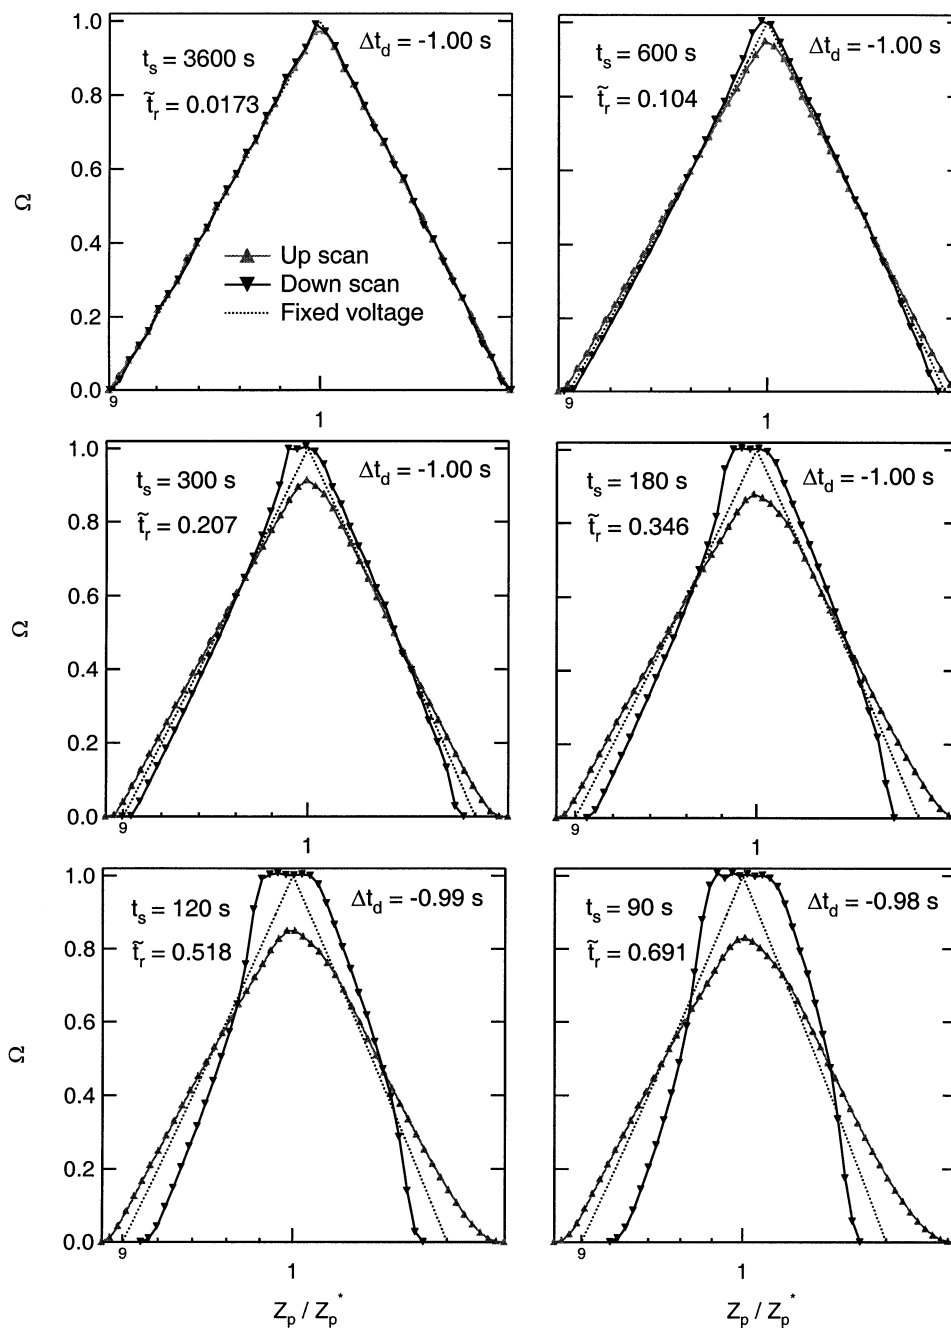 1.0
0.8
0.6
0.4
0.2
0.0
Ω
t_s = 3600 s
t̃_r = 0.0173
Δt_d = -1.00 s
Up scan
Down scan
Fixed voltage
9
1
t_s = 600 s
t̃_r = 0.104
Δt_d = -1.00 s
9
1
1.0
0.8
0.6
0.4
0.2
0.0
Ω
t_s = 300 s
t̃_r = 0.207
Δt_d = -1.00 s
9
1
t_s = 180 s
t̃_r = 0.346
Δt_d = -1.00 s
9
1
1.0
0.8
0.6
0.4
0.2
0.0
Ω
t_s = 120 s
t̃_r = 0.518
Δt_d = -0.99 s
9
1
Z_p / Z_p^*
t_s = 90 s
t̃_r = 0.691
Δt_d = -0.98 s
9
1
Z_p / Z_p^*